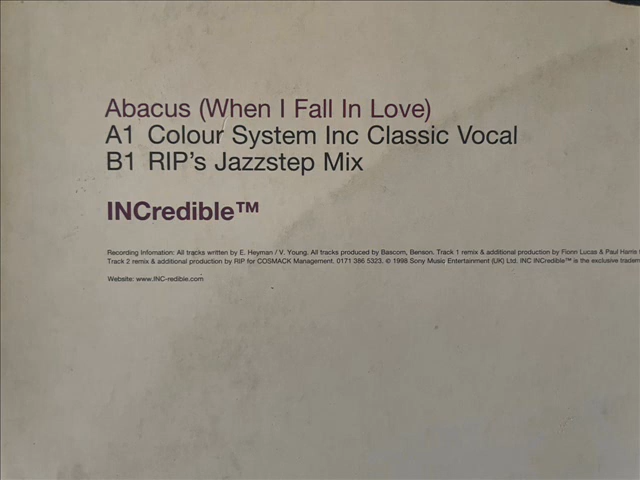 Abacus (When I Fall In Love)
A1 Colour System Inc Classic Vocal
B1 RIP's Jazzstep Mix
INCredible™
Recording Infomation: All tracks written by E. Heyman / V. Young. All tracks produced by Bascom, Benson. Track 1 remix & additional production by Fionn Lucas & Paul Harris
Track 2 remix & additional production by RIP for COSMACK Management. 0171 366 5323. © 1998 Sony Music Entertainment (UK) Ltd. INC INCredible™ is the exclusive
Website: www.INC-redible.com